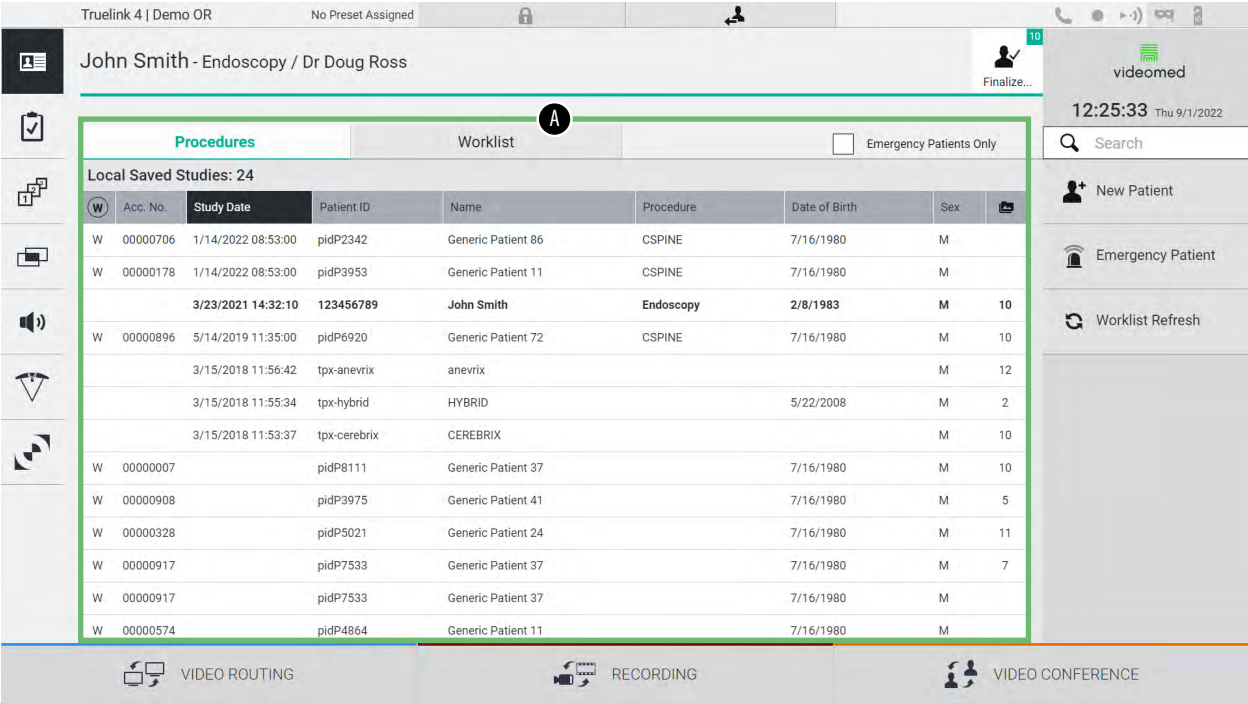 Truelink 4 | Demo OR No Preset Assigned
John Smith - Endoscopy / Dr Doug Ross
10
Finalize...
videomed
12:25:33 Thu 9/1/2022
Search
New Patient
Emergency Patient
Worklist Refresh
A
Procedures Worklist Emergency Patients Only
Local Saved Studies: 24
W Acc. No. Study Date Patient ID Name Procedure Date of Birth Sex
W 00000706 1/14/2022 08:53:00 pidP2342 Generic Patient 86 CSPINE 7/16/1980 M
W 00000178 1/14/2022 08:53:00 pidP3953 Generic Patient 11 CSPINE 7/16/1980 M
3/23/2021 14:32:10 123456789 John Smith Endoscopy 2/8/1983 M 10
W 00000896 5/14/2019 11:35:00 pidP6920 Generic Patient 72 CSPINE 7/16/1980 M 10
3/15/2018 11:56:42 tpx-anevrix anevrix M 12
3/15/2018 11:55:34 tpx-hybrid HYBRID 5/22/2008 M 2
3/15/2018 11:53:37 tpx-cerebrix CEREBRIX M 10
W 00000007 pidP8111 Generic Patient 37 7/16/1980 M 10
W 00000908 pidP3975 Generic Patient 41 7/16/1980 M 5
W 00000328 pidP5021 Generic Patient 24 7/16/1980 M 11
W 00000917 pidP7533 Generic Patient 37 7/16/1980 M 7
W 00000917 pidP7533 Generic Patient 37 7/16/1980 M
W 00000574 pidP4864 Generic Patient 11 7/16/1980 M
VIDEO ROUTING RECORDING VIDEO CONFERENCE